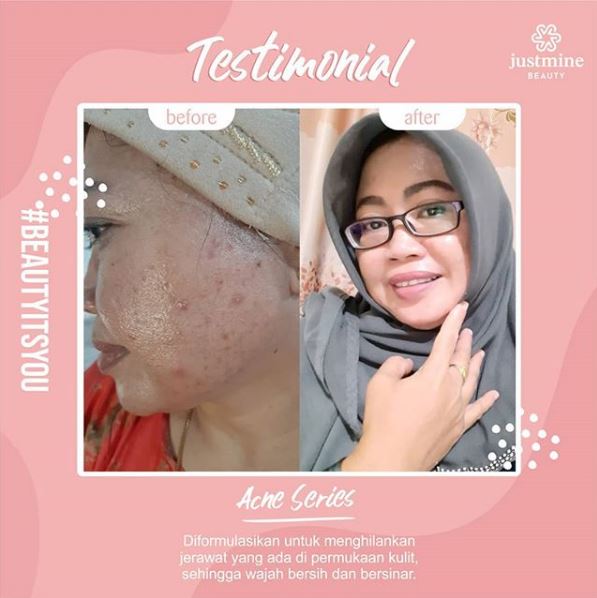 Testimonial
justmine
BEAUTY
before
after
#BEAUTYITSYOU
Acne Series
Diformulasikan untuk menghilankan
jerawat yang ada di permukaan kulit,
sehingga wajah bersih dan bersinar.